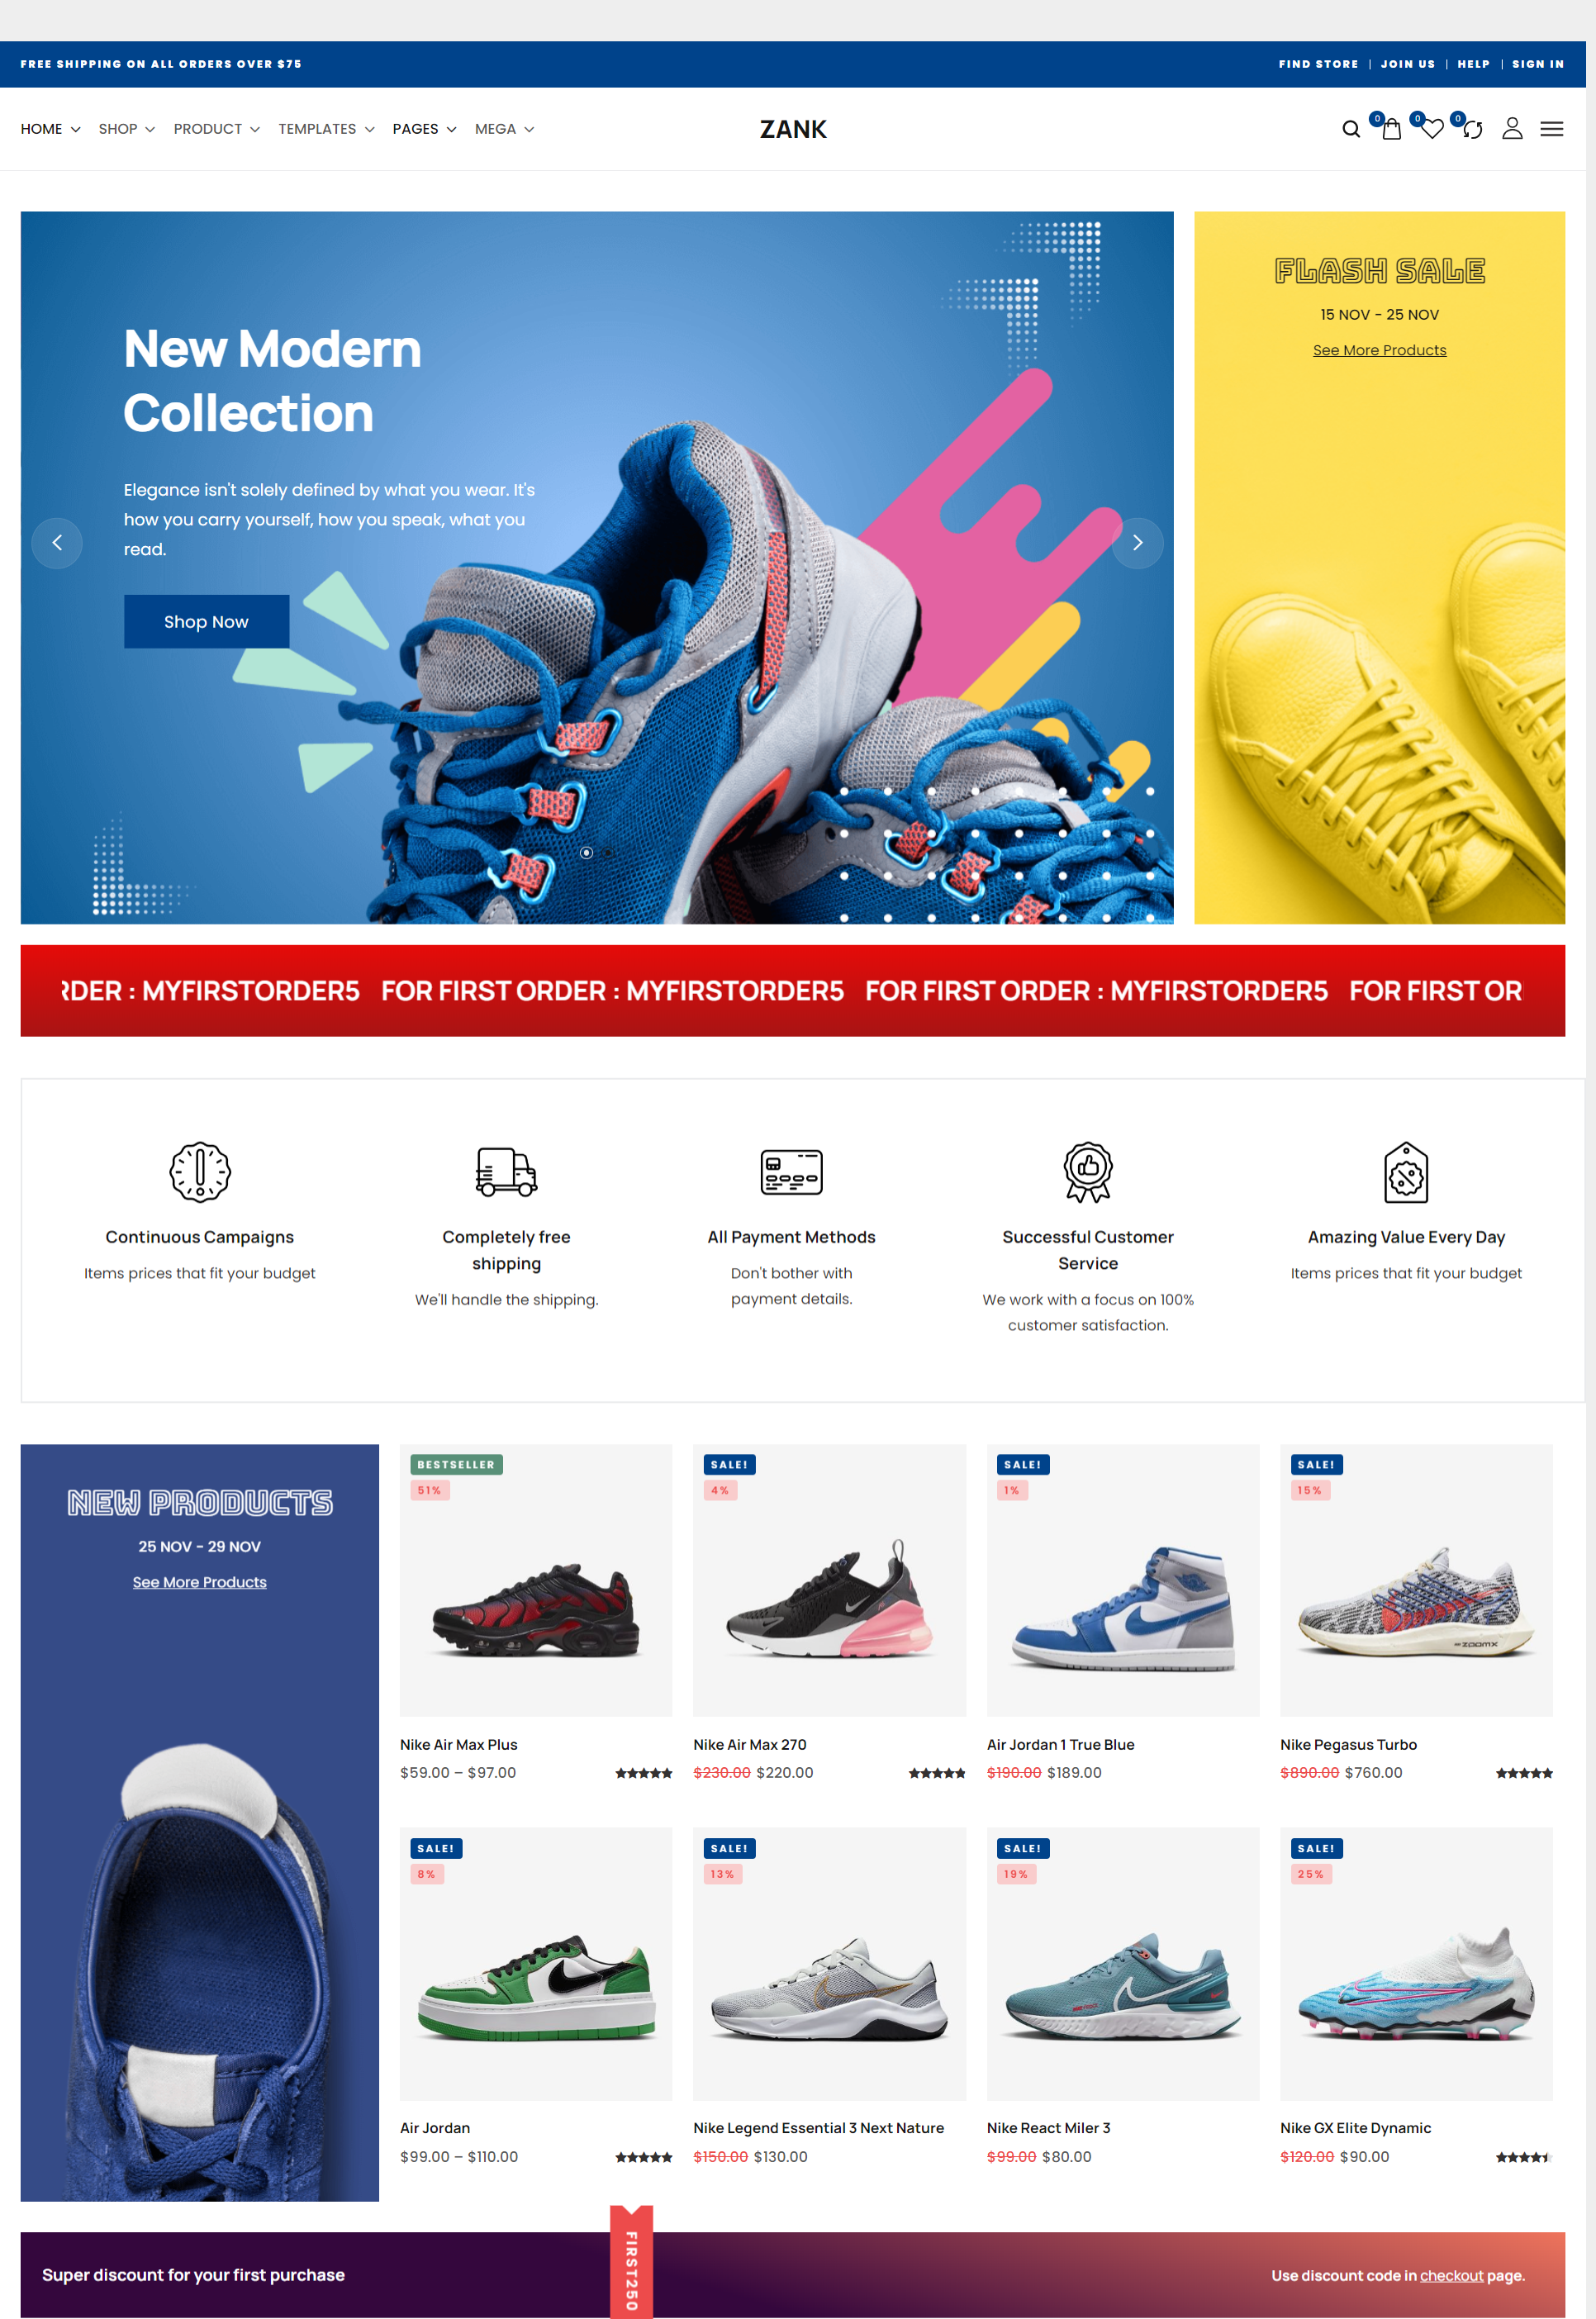 FREE SHIPPING ON ALL ORDERS OVER $75
FIND STORE | JOIN US | HELP | SIGN IN
HOME SHOP PRODUCT TEMPLATES PAGES MEGA
ZANK
0 0 0
New Modern
Collection
Elegance isn't solely defined by what you wear. It's
how you carry yourself, how you speak, what you
read.
Shop Now
FLASH SALE
15 NOV - 25 NOV
See More Products
RDER : MYFIRSTORDER5 FOR FIRST ORDER : MYFIRSTORDER5 FOR FIRST ORDER : MYFIRSTORDER5 FOR FIRST OR
Continuous Campaigns
Items prices that fit your budget
Completely free
shipping
We'll handle the shipping.
All Payment Methods
Don't bother with
payment details.
Successful Customer
Service
We work with a focus on 100%
customer satisfaction.
Amazing Value Every Day
Items prices that fit your budget
NEW PRODUCTS
25 NOV - 29 NOV
See More Products
BESTSELLER
51%
Nike Air Max Plus
$59.00 – $97.00
SALE!
4%
Nike Air Max 270
$230.00 $220.00
SALE!
1%
Air Jordan 1 True Blue
$190.00 $189.00
SALE!
15%
ZOOMX
Nike Pegasus Turbo
$890.00 $760.00
SALE!
8%
Air Jordan
$99.00 – $110.00
SALE!
13%
Nike Legend Essential 3 Next Nature
$150.00 $130.00
SALE!
19%
Nike React Miler 3
$99.00 $80.00
SALE!
25%
Nike GX Elite Dynamic
$120.00 $90.00
Super discount for your first purchase
FIRST250
Use discount code in checkout page.